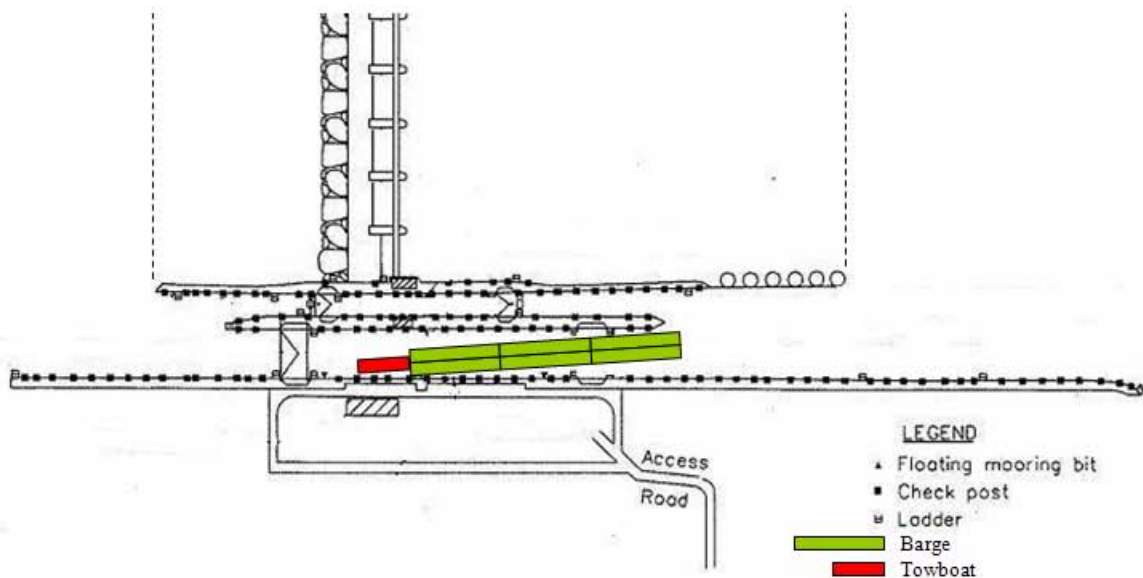 Access
Road
LEGEND
Floating mooring bit
Check post
Ladder
Barge
Towboat